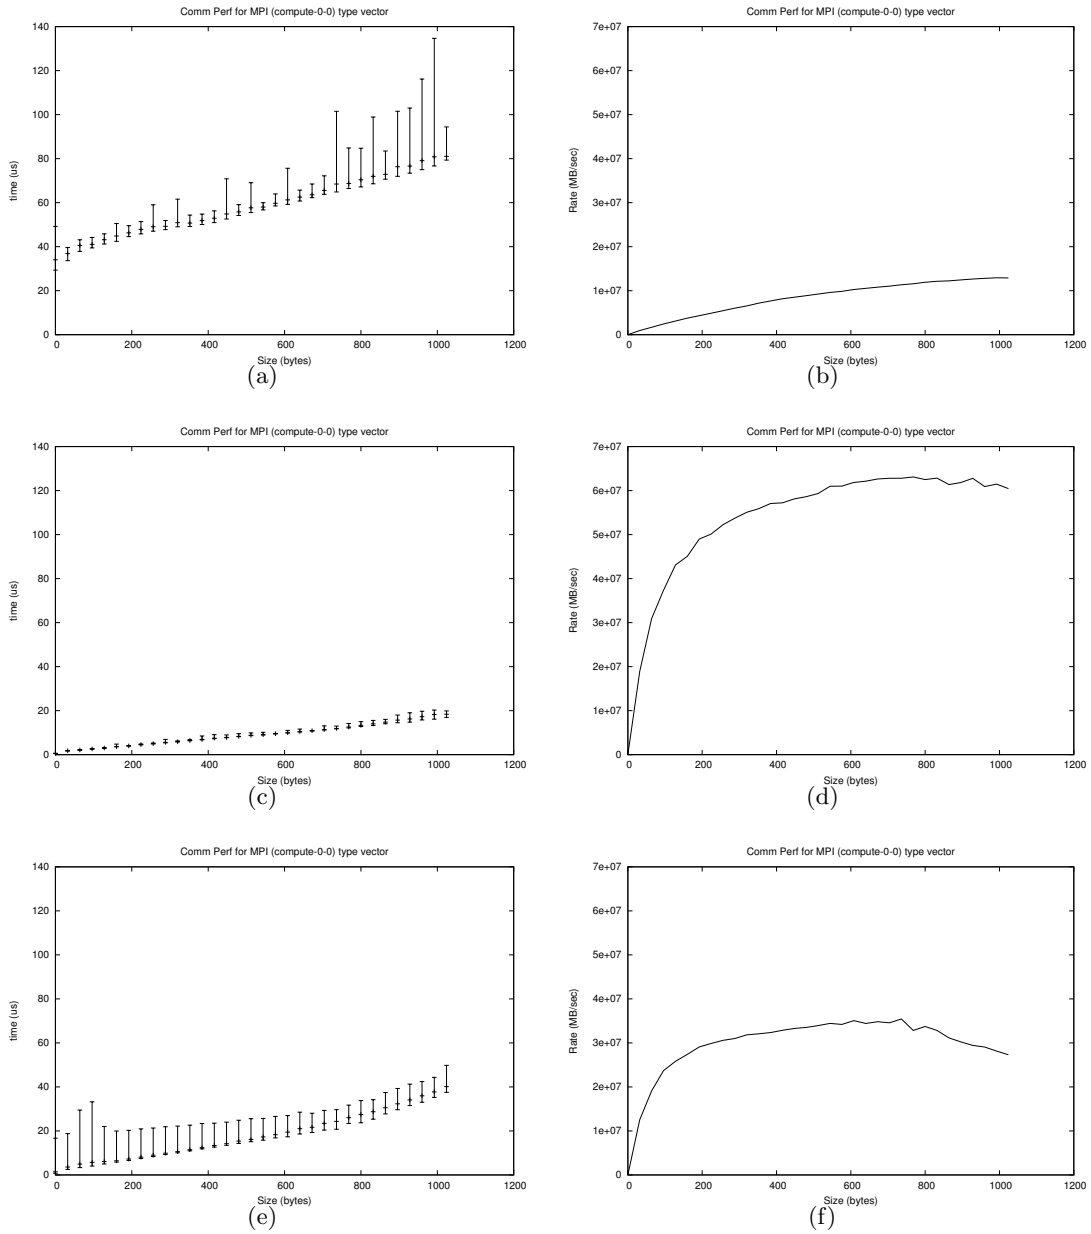 Comm Perf for MPI (compute-0-0) type vector
140
120
100
80
60
40
20
0
time (us)
0 200 400 600 800 1000 1200
Size (bytes)
(a)
Comm Perf for MPI (compute-0-0) type vector
7e+07
6e+07
5e+07
4e+07
3e+07
2e+07
1e+07
0
Rate (MB/sec)
0 200 400 600 800 1000 1200
Size (bytes)
(b)
Comm Perf for MPI (compute-0-0) type vector
140
120
100
80
60
40
20
0
time (us)
0 200 400 600 800 1000 1200
Size (bytes)
(c)
Comm Perf for MPI (compute-0-0) type vector
7e+07
6e+07
5e+07
4e+07
3e+07
2e+07
1e+07
0
Rate (MB/sec)
0 200 400 600 800 1000 1200
Size (bytes)
(d)
Comm Perf for MPI (compute-0-0) type vector
140
120
100
80
60
40
20
0
time (us)
0 200 400 600 800 1000 1200
Size (bytes)
(e)
Comm Perf for MPI (compute-0-0) type vector
7e+07
6e+07
5e+07
4e+07
3e+07
2e+07
1e+07
0
Rate (MB/sec)
0 200 400 600 800 1000 1200
Size (bytes)
(f)